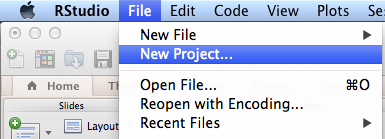 RStudio File Edit Code View Plots
New File
New Project...
Home
Open File... ⌘O
Slides
Reopen with Encoding...
Layout
Recent Files